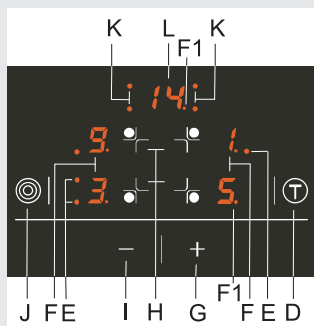 K L F1 K
14.
.9. 1..
3. 5.
T
− +
F1
J F E I H G F E D